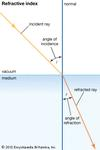 Refractive index
normal
incident ray
angle of
incidence
i
vacuum
medium
r
refracted ray
angle of
refraction
© 2010 Encyclopædia Britannica, Inc.